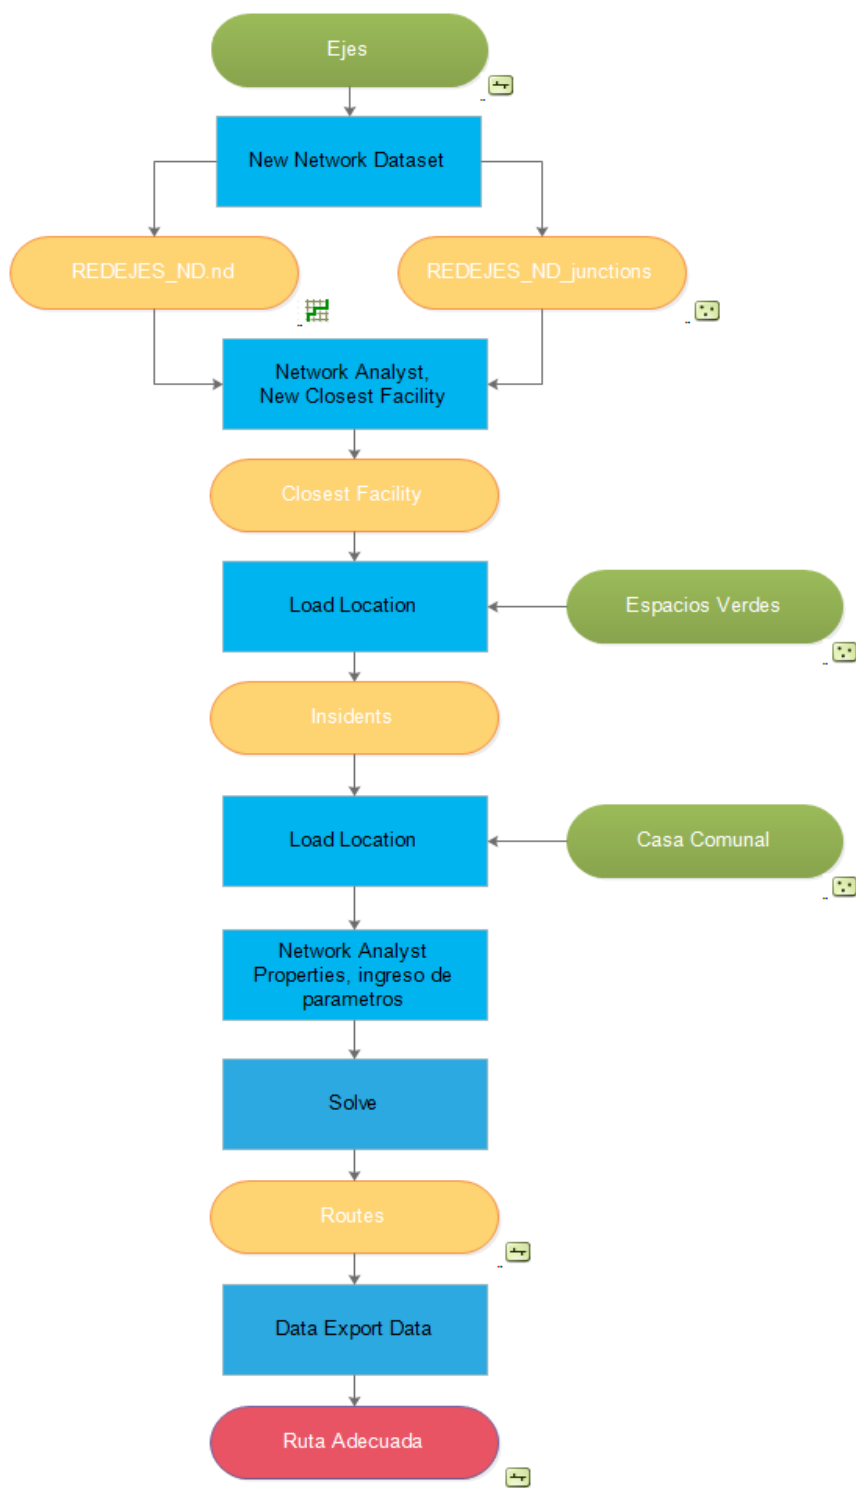 Ejes
New Network Dataset
REDEJES_ND.nd
REDEJES_ND_junctions
Network Analyst,
New Closest Facility
Closest Facility
Load Location
Espacios Verdes
Insidents
Load Location
Casa Comunal
Network Analyst
Properties, ingreso de
parametros
Solve
Routes
Data Export Data
Ruta Adecuada